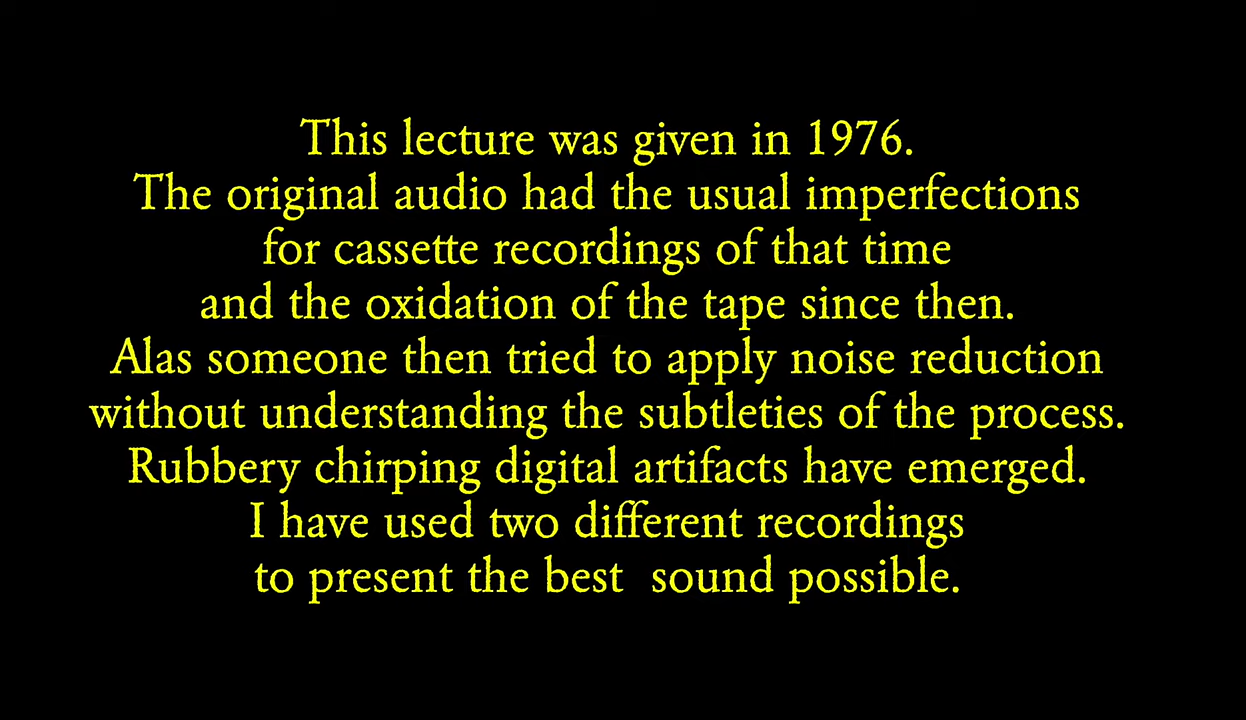 This lecture was given in 1976.
The original audio had the usual imperfections
for cassette recordings of that time
and the oxidation of the tape since then.
Alas someone then tried to apply noise reduction
without understanding the subtleties of the process.
Rubbery chirping digital artifacts have emerged.
I have used two different recordings
to present the best  sound possible.